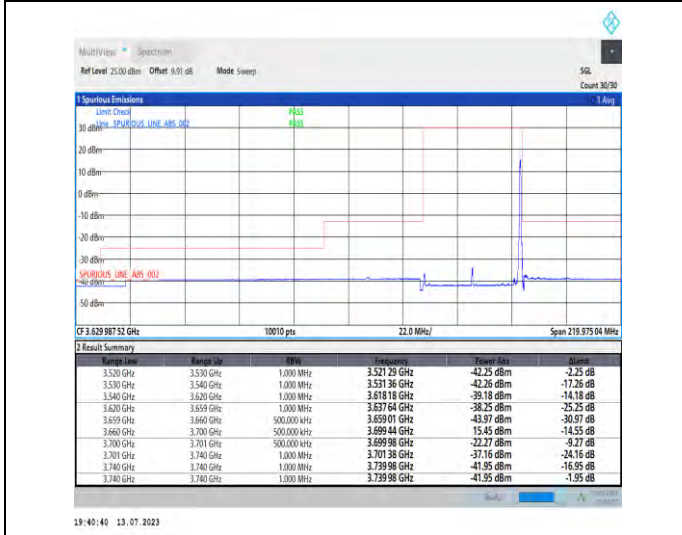 MultiView Spectrum
Ref Level 25.00 dBm Offset 9.91 dB Mode Sweep SGL
Count 30/30
1 Spurious Emissions 1 Avg
Limit Check PASS
Line _SPURIOUS_LINE_ABS_002 PASS
30 dBm
20 dBm
10 dBm
0 dBm
-10 dBm
-20 dBm
-30 dBm
_SPURIOUS_LINE_ABS_002
-40 dBm
-50 dBm
CF 3.629 987 52 GHz 10010 pts 22.0 MHz/ Span 219.975 04 MHz
2 Result Summary
Range Low Range Up RBW Frequency Power Abs ΔLimit
3.520 GHz 3.530 GHz 1.000 MHz 3.521 29 GHz -42.25 dBm -2.25 dB
3.530 GHz 3.540 GHz 1.000 MHz 3.531 36 GHz -42.26 dBm -17.26 dB
3.540 GHz 3.620 GHz 1.000 MHz 3.618 18 GHz -39.18 dBm -14.18 dB
3.620 GHz 3.659 GHz 1.000 MHz 3.637 64 GHz -38.25 dBm -25.25 dB
3.659 GHz 3.660 GHz 500.000 kHz 3.659 01 GHz -43.97 dBm -30.97 dB
3.660 GHz 3.700 GHz 500.000 kHz 3.699 44 GHz 15.45 dBm -14.55 dB
3.700 GHz 3.701 GHz 500.000 kHz 3.699 98 GHz -22.27 dBm -9.27 dB
3.701 GHz 3.740 GHz 1.000 MHz 3.701 38 GHz -37.16 dBm -24.16 dB
3.740 GHz 3.740 GHz 1.000 MHz 3.739 98 GHz -41.95 dBm -16.95 dB
3.740 GHz 3.740 GHz 1.000 MHz 3.739 98 GHz -41.95 dBm -1.95 dB
19:40:40 13.07.2023